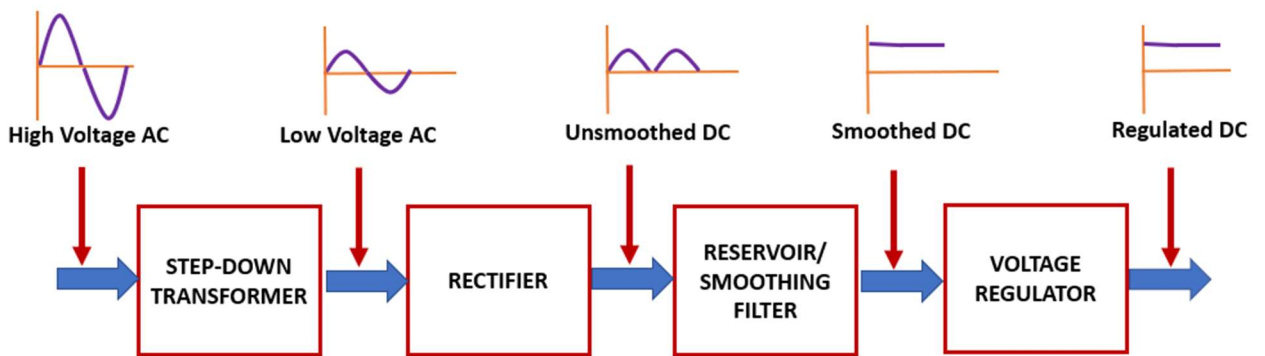 High Voltage AC
Low Voltage AC
Unsmoothed DC
Smoothed DC
Regulated DC
STEP-DOWN
TRANSFORMER
RECTIFIER
RESERVOIR/
SMOOTHING
FILTER
VOLTAGE
REGULATOR